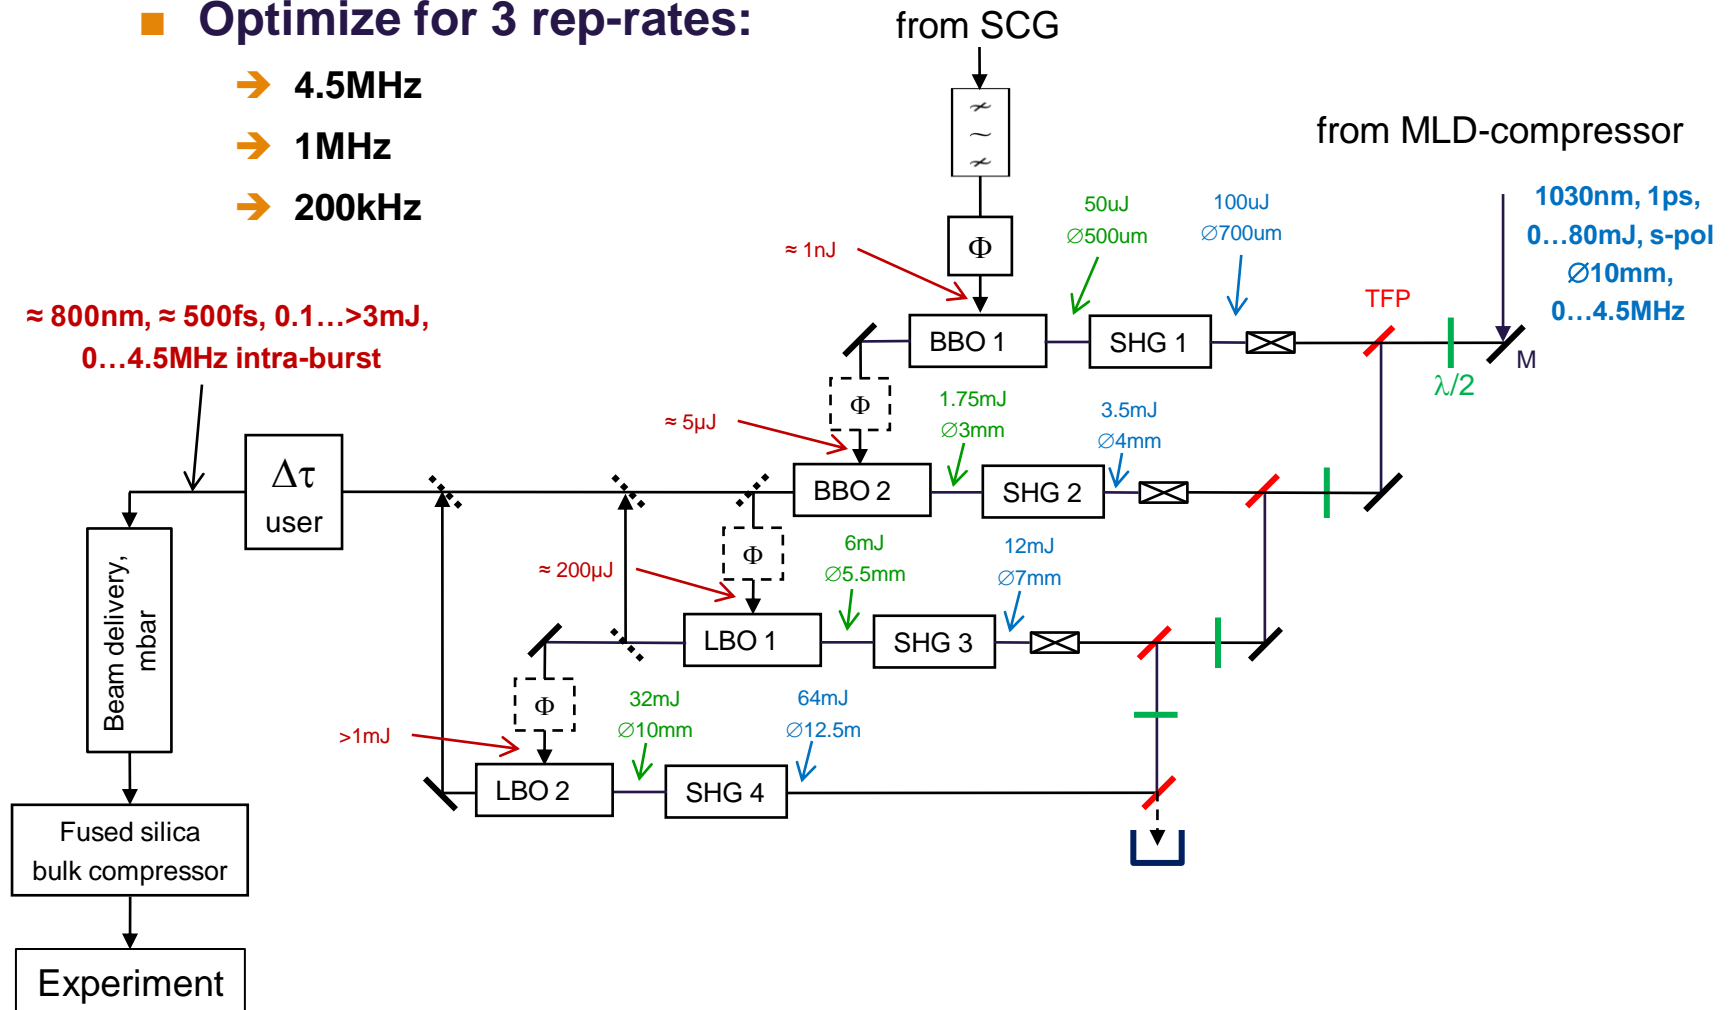 Optimize for 3 rep-rates:
4.5MHz
1MHz
200kHz
from SCG
from MLD-compressor
1030nm, 1ps,
0…80mJ, s-pol
∅10mm,
0…4.5MHz
Φ
≈ 1nJ
50uJ
∅500um
100uJ
∅700um
TFP
M
λ/2
BBO 1
SHG 1
≈ 800nm, ≈ 500fs, 0.1…>3mJ,
0…4.5MHz intra-burst
Φ
≈ 5µJ
1.75mJ
∅3mm
3.5mJ
∅4mm
Δτ
user
BBO 2
SHG 2
Φ
≈ 200µJ
6mJ
∅5.5mm
12mJ
∅7mm
LBO 1
SHG 3
Beam delivery,
mbar
Φ
>1mJ
32mJ
∅10mm
64mJ
∅12.5m
LBO 2
SHG 4
Fused silica
bulk compressor
Experiment